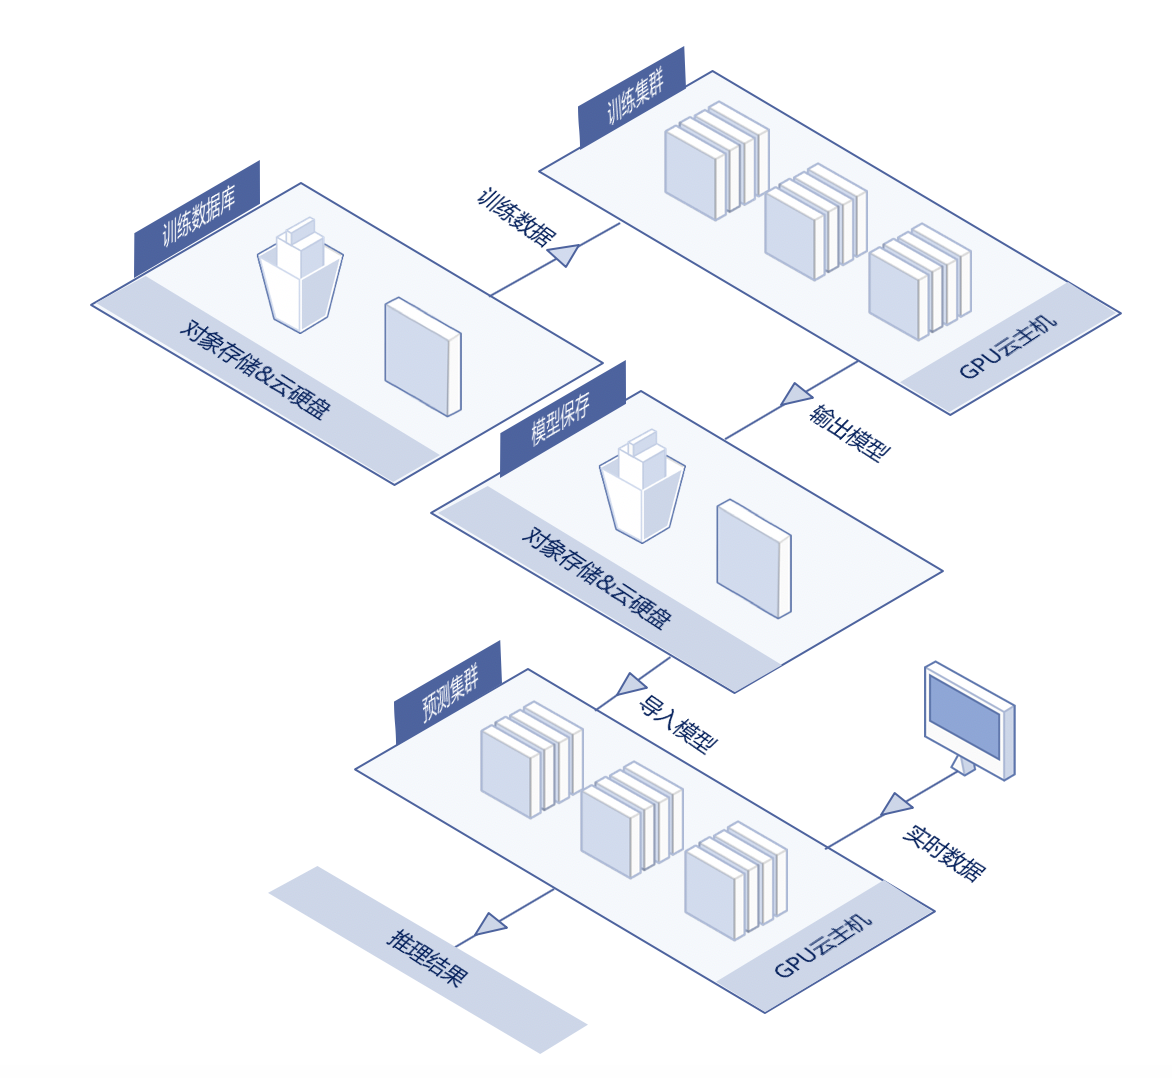 训练集群
GPU云主机
训练数据
训练数据库
对象存储&云硬盘
输出模型
模型保存
对象存储&云硬盘
导入模型
预测集群
GPU云主机
实时数据
推理结果